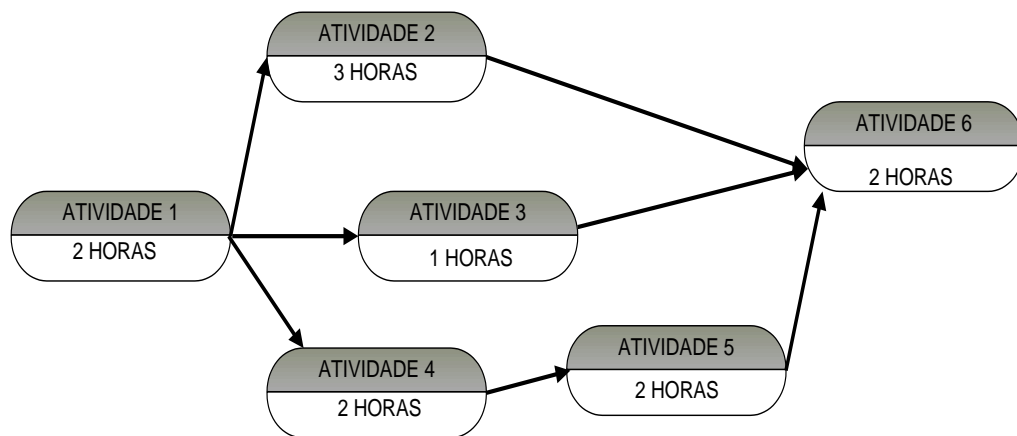 ATIVIDADE 2
3 HORAS
ATIVIDADE 6
2 HORAS
ATIVIDADE 1
2 HORAS
ATIVIDADE 3
1 HORAS
ATIVIDADE 4
2 HORAS
ATIVIDADE 5
2 HORAS